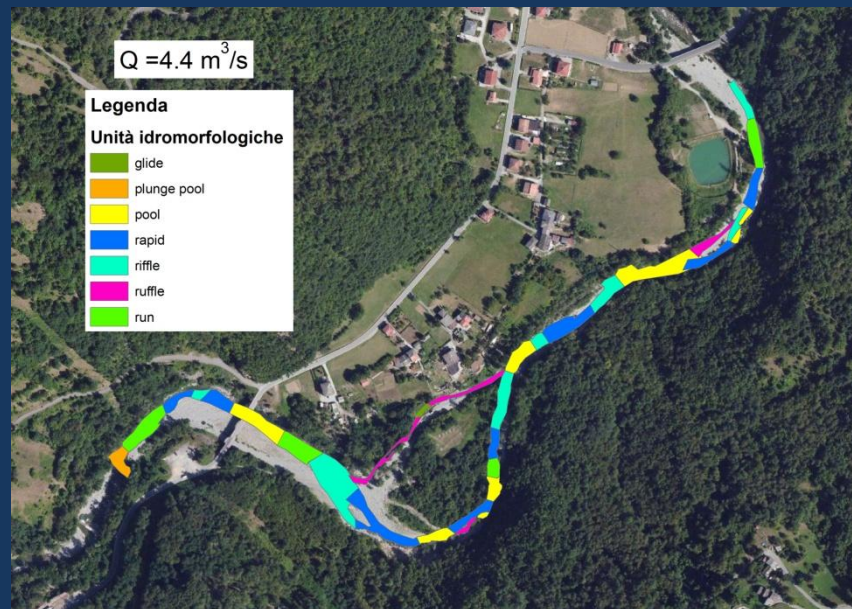 Q =4.4 m³/s
Legenda
Unità idromorfologiche
glide
plunge pool
pool
rapid
riffle
ruffle
run